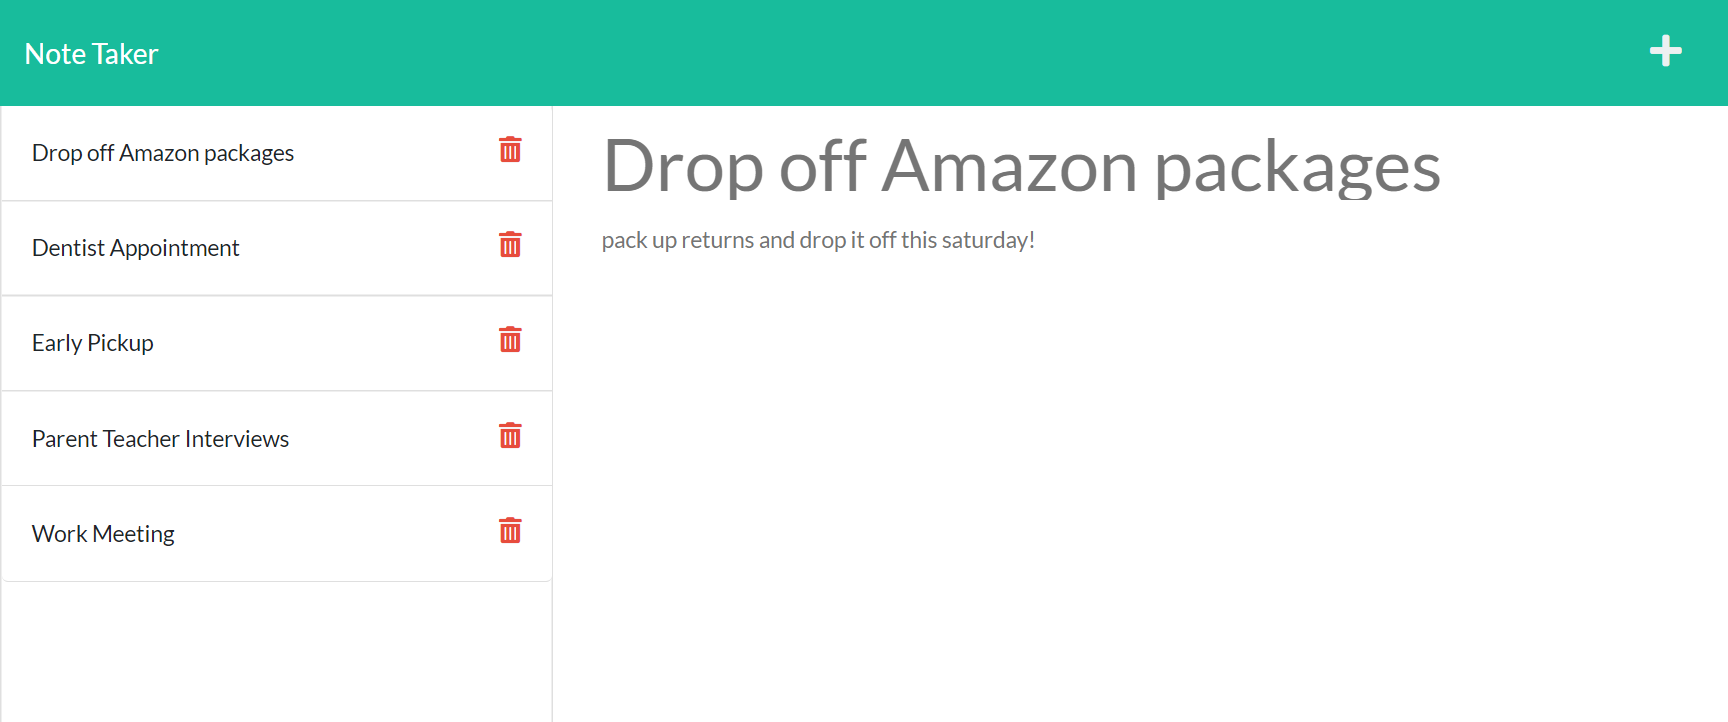 Note Taker
Drop off Amazon packages
Dentist Appointment
Early Pickup
Parent Teacher Interviews
Work Meeting
Drop off Amazon packages
pack up returns and drop it off this saturday!